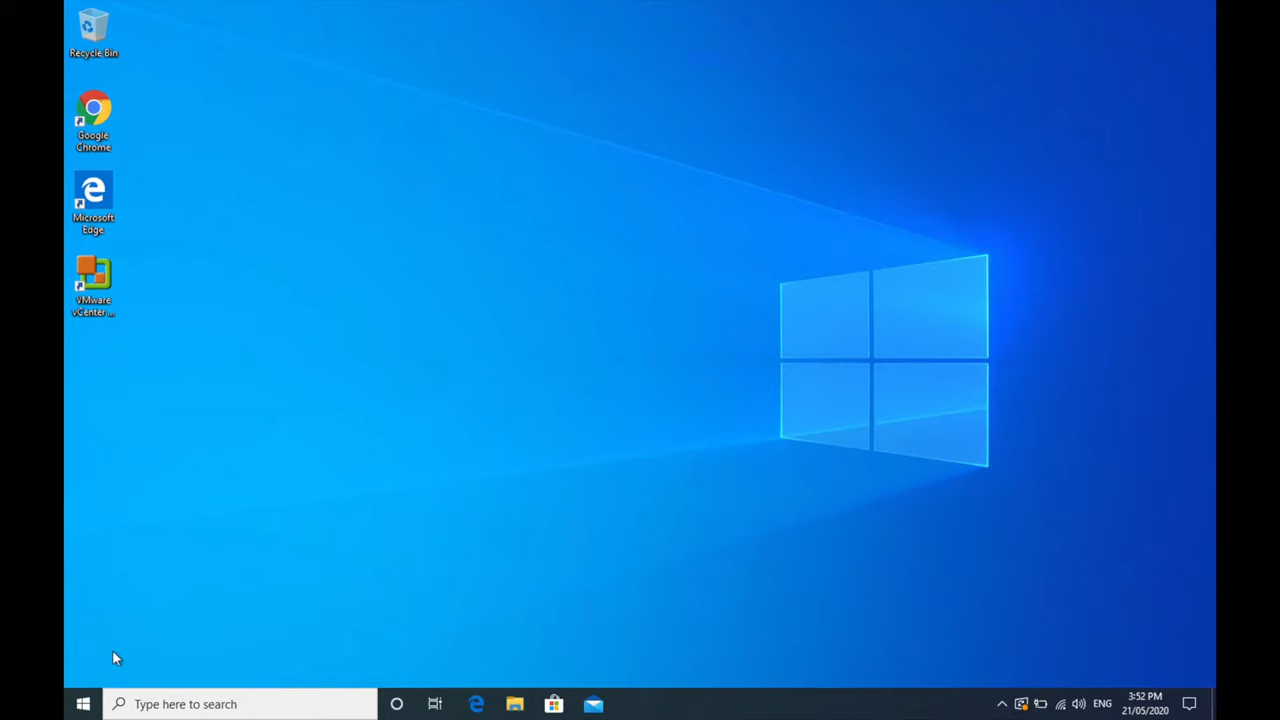 Recycle Bin
Google
Chrome
Microsoft
Edge
VMware
vCenter ...
Type here to search
ENG
3:52 PM
21/05/2020